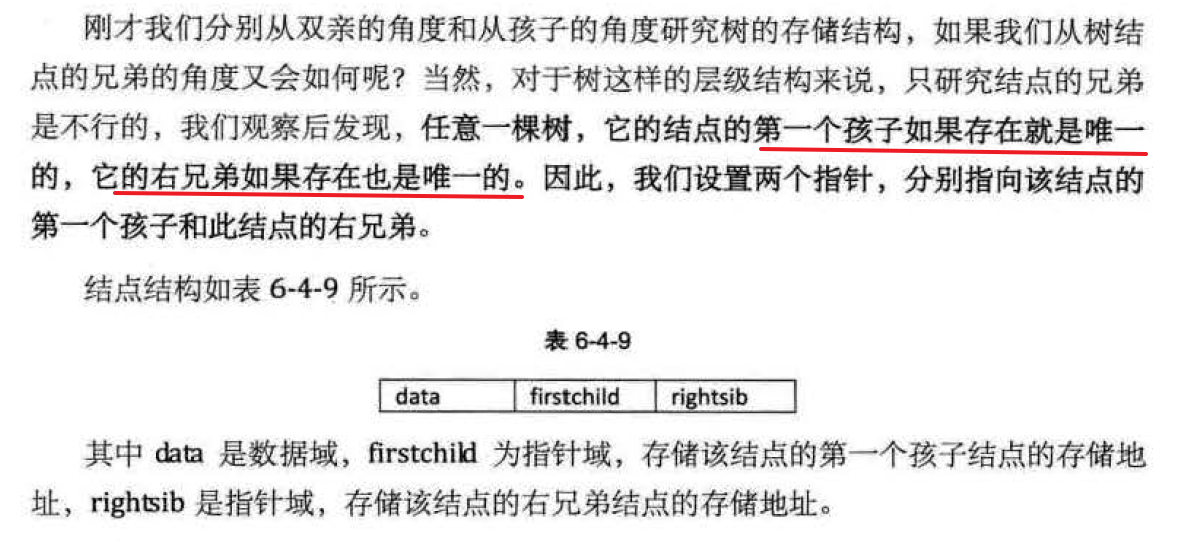 刚才我们分别从双亲的角度和从孩子的角度研究树的存储结构，如果我们从树结
点的兄弟的角度又会如何呢？当然，对于树这样的层级结构来说，只研究结点的兄弟
是不行的，我们观察后发现，任意一棵树，它的结点的第一个孩子如果存在就是唯一
的，它的右兄弟如果存在也是唯一的。因此，我们设置两个指针，分别指向该结点的
第一个孩子和此结点的右兄弟。
结点结构如表 6-4-9 所示。
表 6-4-9
data firstchild rightsib
其中 data 是数据域，firstchild 为指针域，存储该结点的第一个孩子结点的存储地
址，rightsib 是指针域，存储该结点的右兄弟结点的存储地址。